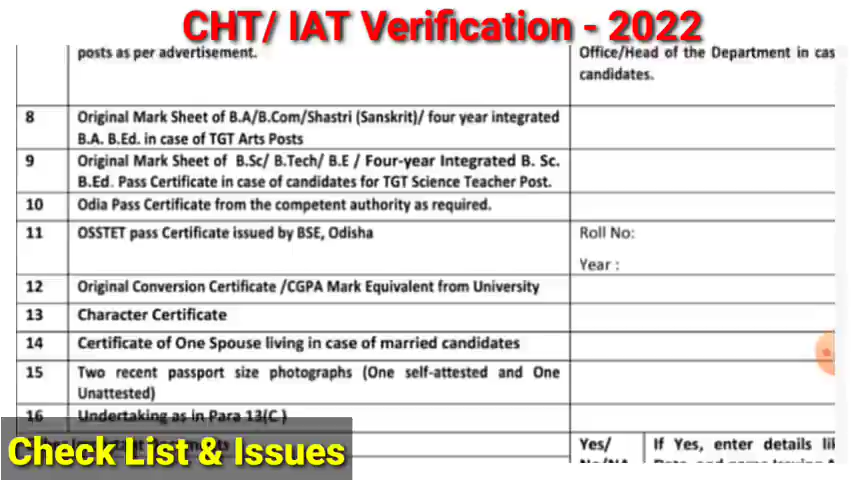 CHT/ IAT Verification - 2022
posts as per advertisement.
Office/Head of the Department in cas
candidates.
8 Original Mark Sheet of B.A/B.Com/Shastri (Sanskrit)/ four year integrated
B.A. B.Ed. in case of TGT Arts Posts
9 Original Mark Sheet of B.Sc/ B.Tech/ B.E / Four-year Integrated B. Sc.
B.Ed. Pass Certificate in case of candidates for TGT Science Teacher Post.
10 Odia Pass Certificate from the competent authority as required.
11 OSSTET pass Certificate issued by BSE, Odisha
Roll No:
Year :
12 Original Conversion Certificate /CGPA Mark Equivalent from University
13 Character Certificate
14 Certificate of One Spouse living in case of married candidates
15 Two recent passport size photographs (One self-attested and One
Unattested)
16 Undertaking as in Para 13(C )
Check List & Issues
Yes/
No/NA
If Yes, enter details lik